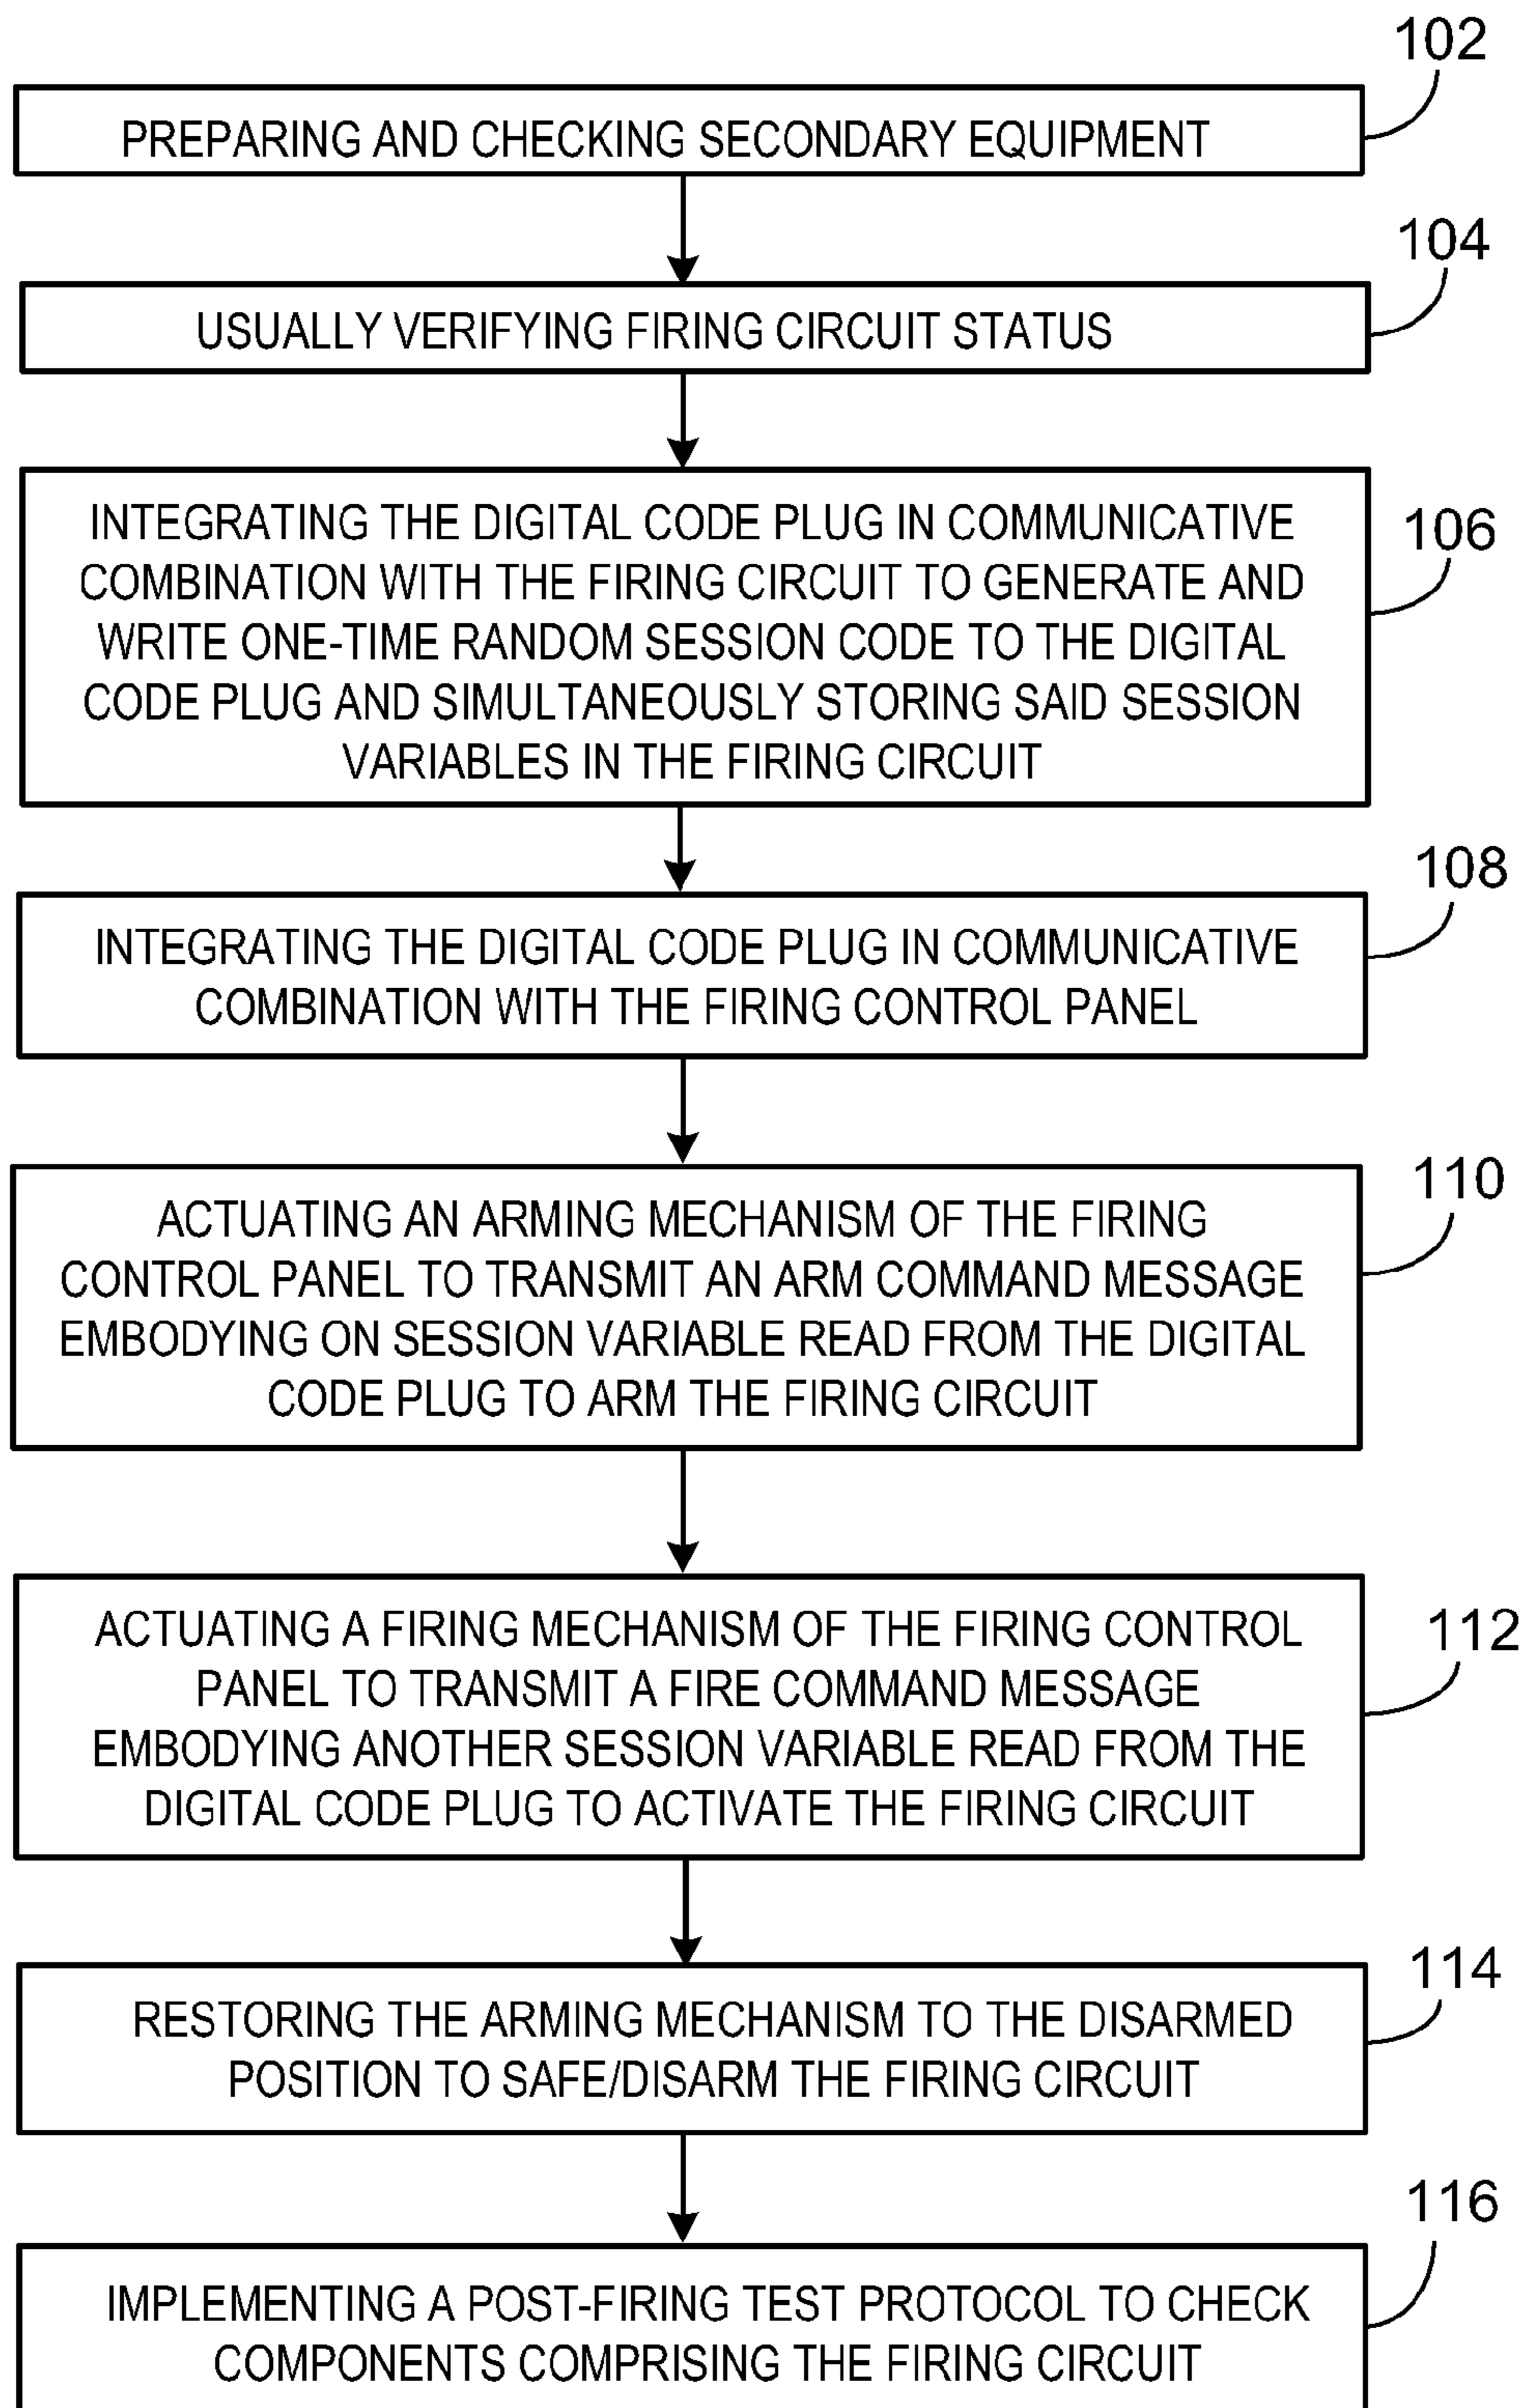 102
PREPARING AND CHECKING SECONDARY EQUIPMENT
104
USUALLY VERIFYING FIRING CIRCUIT STATUS
106
INTEGRATING THE DIGITAL CODE PLUG IN COMMUNICATIVE
COMBINATION WITH THE FIRING CIRCUIT TO GENERATE AND
WRITE ONE-TIME RANDOM SESSION CODE TO THE DIGITAL
CODE PLUG AND SIMULTANEOUSLY STORING SAID SESSION
VARIABLES IN THE FIRING CIRCUIT
108
INTEGRATING THE DIGITAL CODE PLUG IN COMMUNICATIVE
COMBINATION WITH THE FIRING CONTROL PANEL
110
ACTUATING AN ARMING MECHANISM OF THE FIRING
CONTROL PANEL TO TRANSMIT AN ARM COMMAND MESSAGE
EMBODYING ON SESSION VARIABLE READ FROM THE DIGITAL
CODE PLUG TO ARM THE FIRING CIRCUIT
112
ACTUATING A FIRING MECHANISM OF THE FIRING CONTROL
PANEL TO TRANSMIT A FIRE COMMAND MESSAGE
EMBODYING ANOTHER SESSION VARIABLE READ FROM THE
DIGITAL CODE PLUG TO ACTIVATE THE FIRING CIRCUIT
114
RESTORING THE ARMING MECHANISM TO THE DISARMED
POSITION TO SAFE/DISARM THE FIRING CIRCUIT
116
IMPLEMENTING A POST-FIRING TEST PROTOCOL TO CHECK
COMPONENTS COMPRISING THE FIRING CIRCUIT